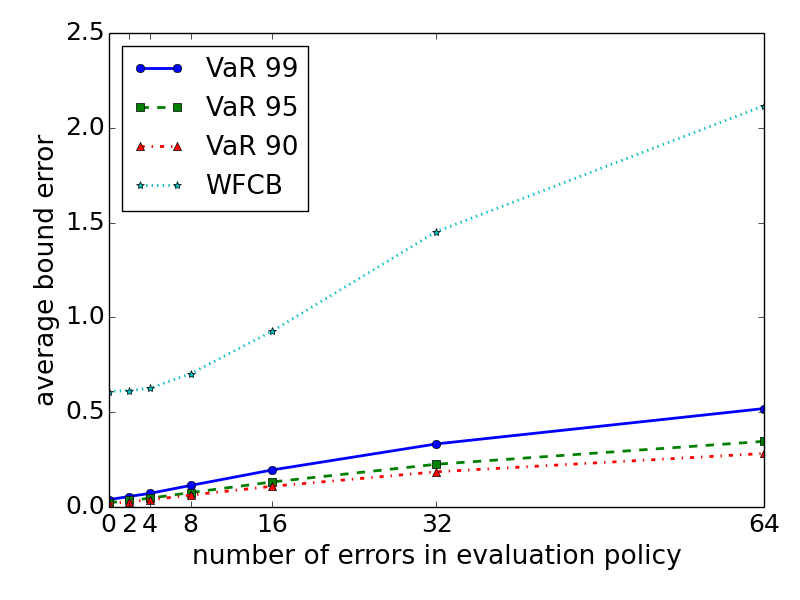 2.5
2.0
1.5
1.0
0.5
0.0
average bound error
VaR 99
VaR 95
VaR 90
WFCB
0 2 4 8 16 32 64
number of errors in evaluation policy